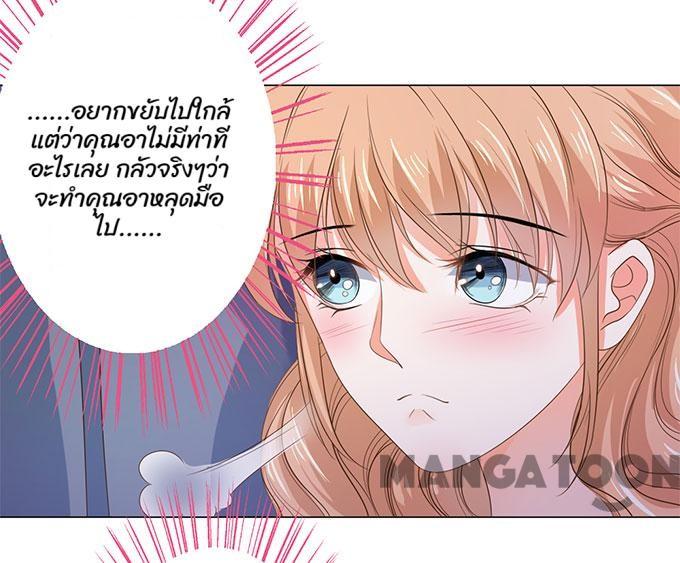 ......อยากขยับไปใกล้
แต่ว่าคุณอาไม่มีท่าที
อะไรเลย กลัวจริงๆว่า
จะทำคุณอาหลุดมือ
ไป......
MANGA TOON